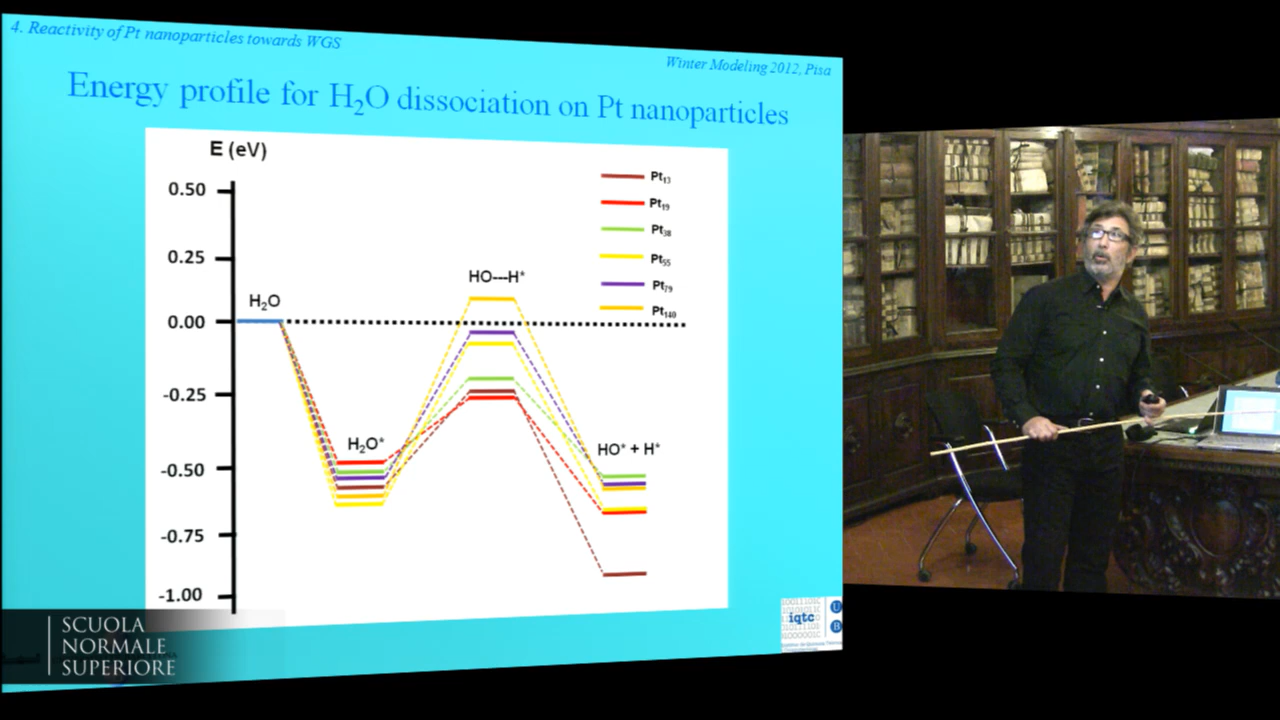 4. Reactivity of Pt nanoparticles towards WGS
Winter Modeling 2012, Pisa
Energy profile for H₂O dissociation on Pt nanoparticles
E (eV)
0.50
0.25
0.00
-0.25
-0.50
-0.75
-1.00
Pt₁₃
Pt₁₉
Pt₃₈
Pt₅₅
Pt₇₉
Pt₁₄₀
H₂O
HO---H*
H₂O*
HO* + H*
iqtc
U
B
SCUOLA
NORMALE
SUPERIORE